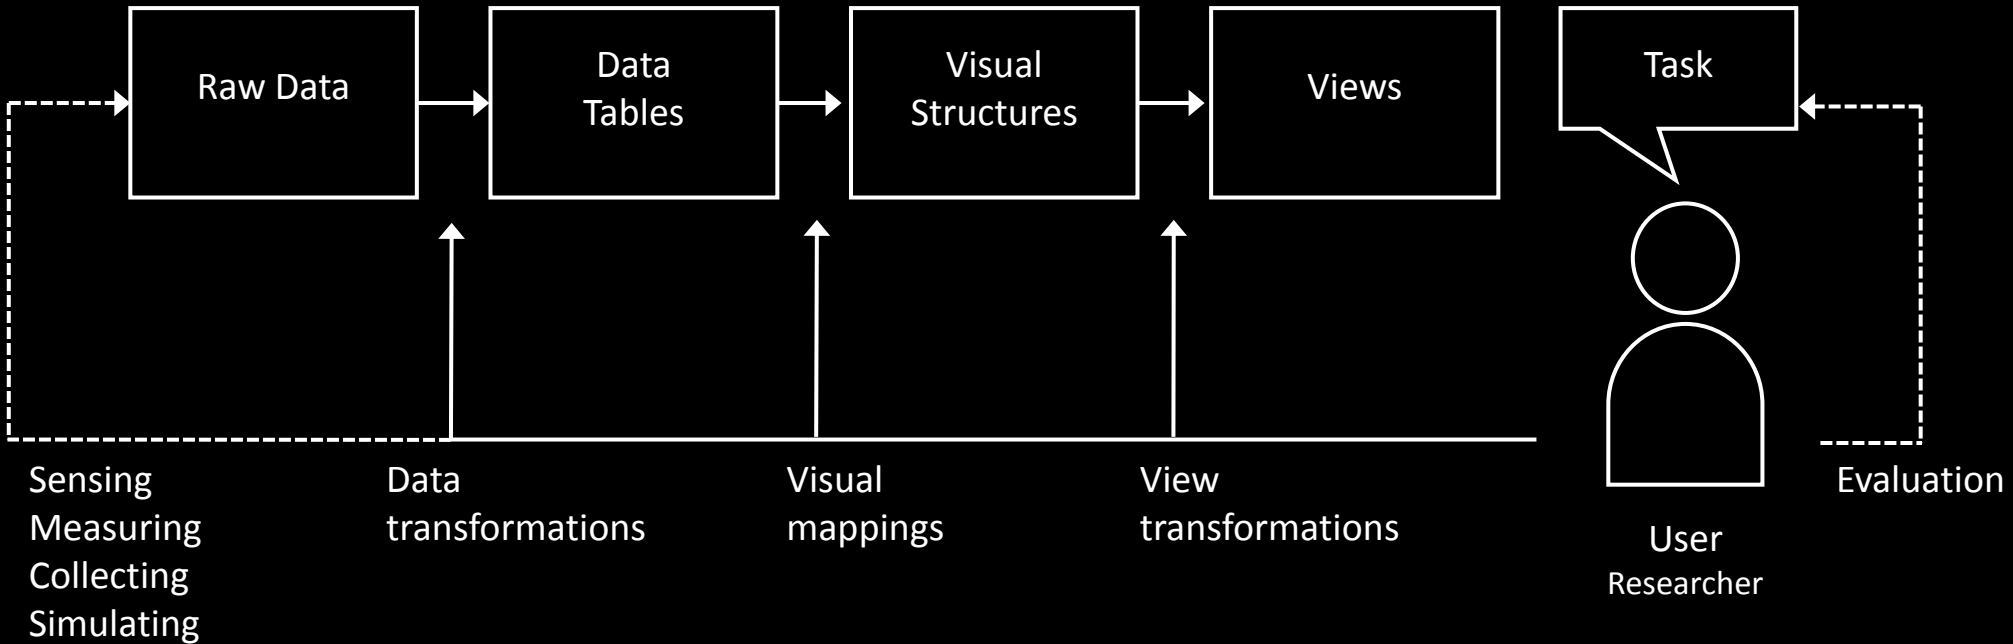 Raw Data
Data
Tables
Visual
Structures
Views
Task
Sensing
Measuring
Collecting
Simulating
Data
transformations
Visual
mappings
View
transformations
User
Researcher
Evaluation